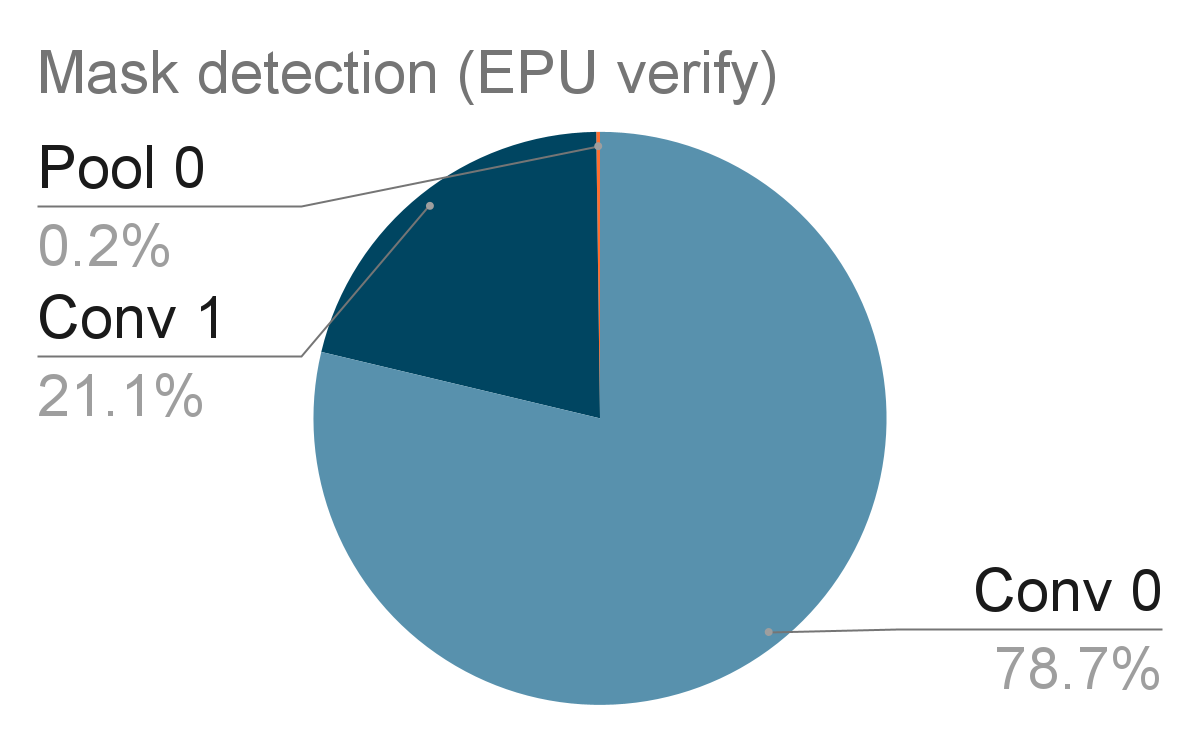 Mask detection (EPU verify)
Pool 0
0.2%
Conv 1
21.1%
Conv 0
78.7%